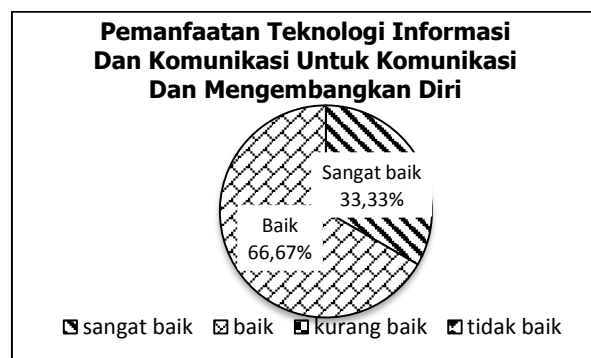 Pemanfaatan Teknologi Informasi
Dan Komunikasi Untuk Komunikasi
Dan Mengembangkan Diri
Sangat baik
33,33%
Baik
66,67%
sangat baik baik kurang baik tidak baik